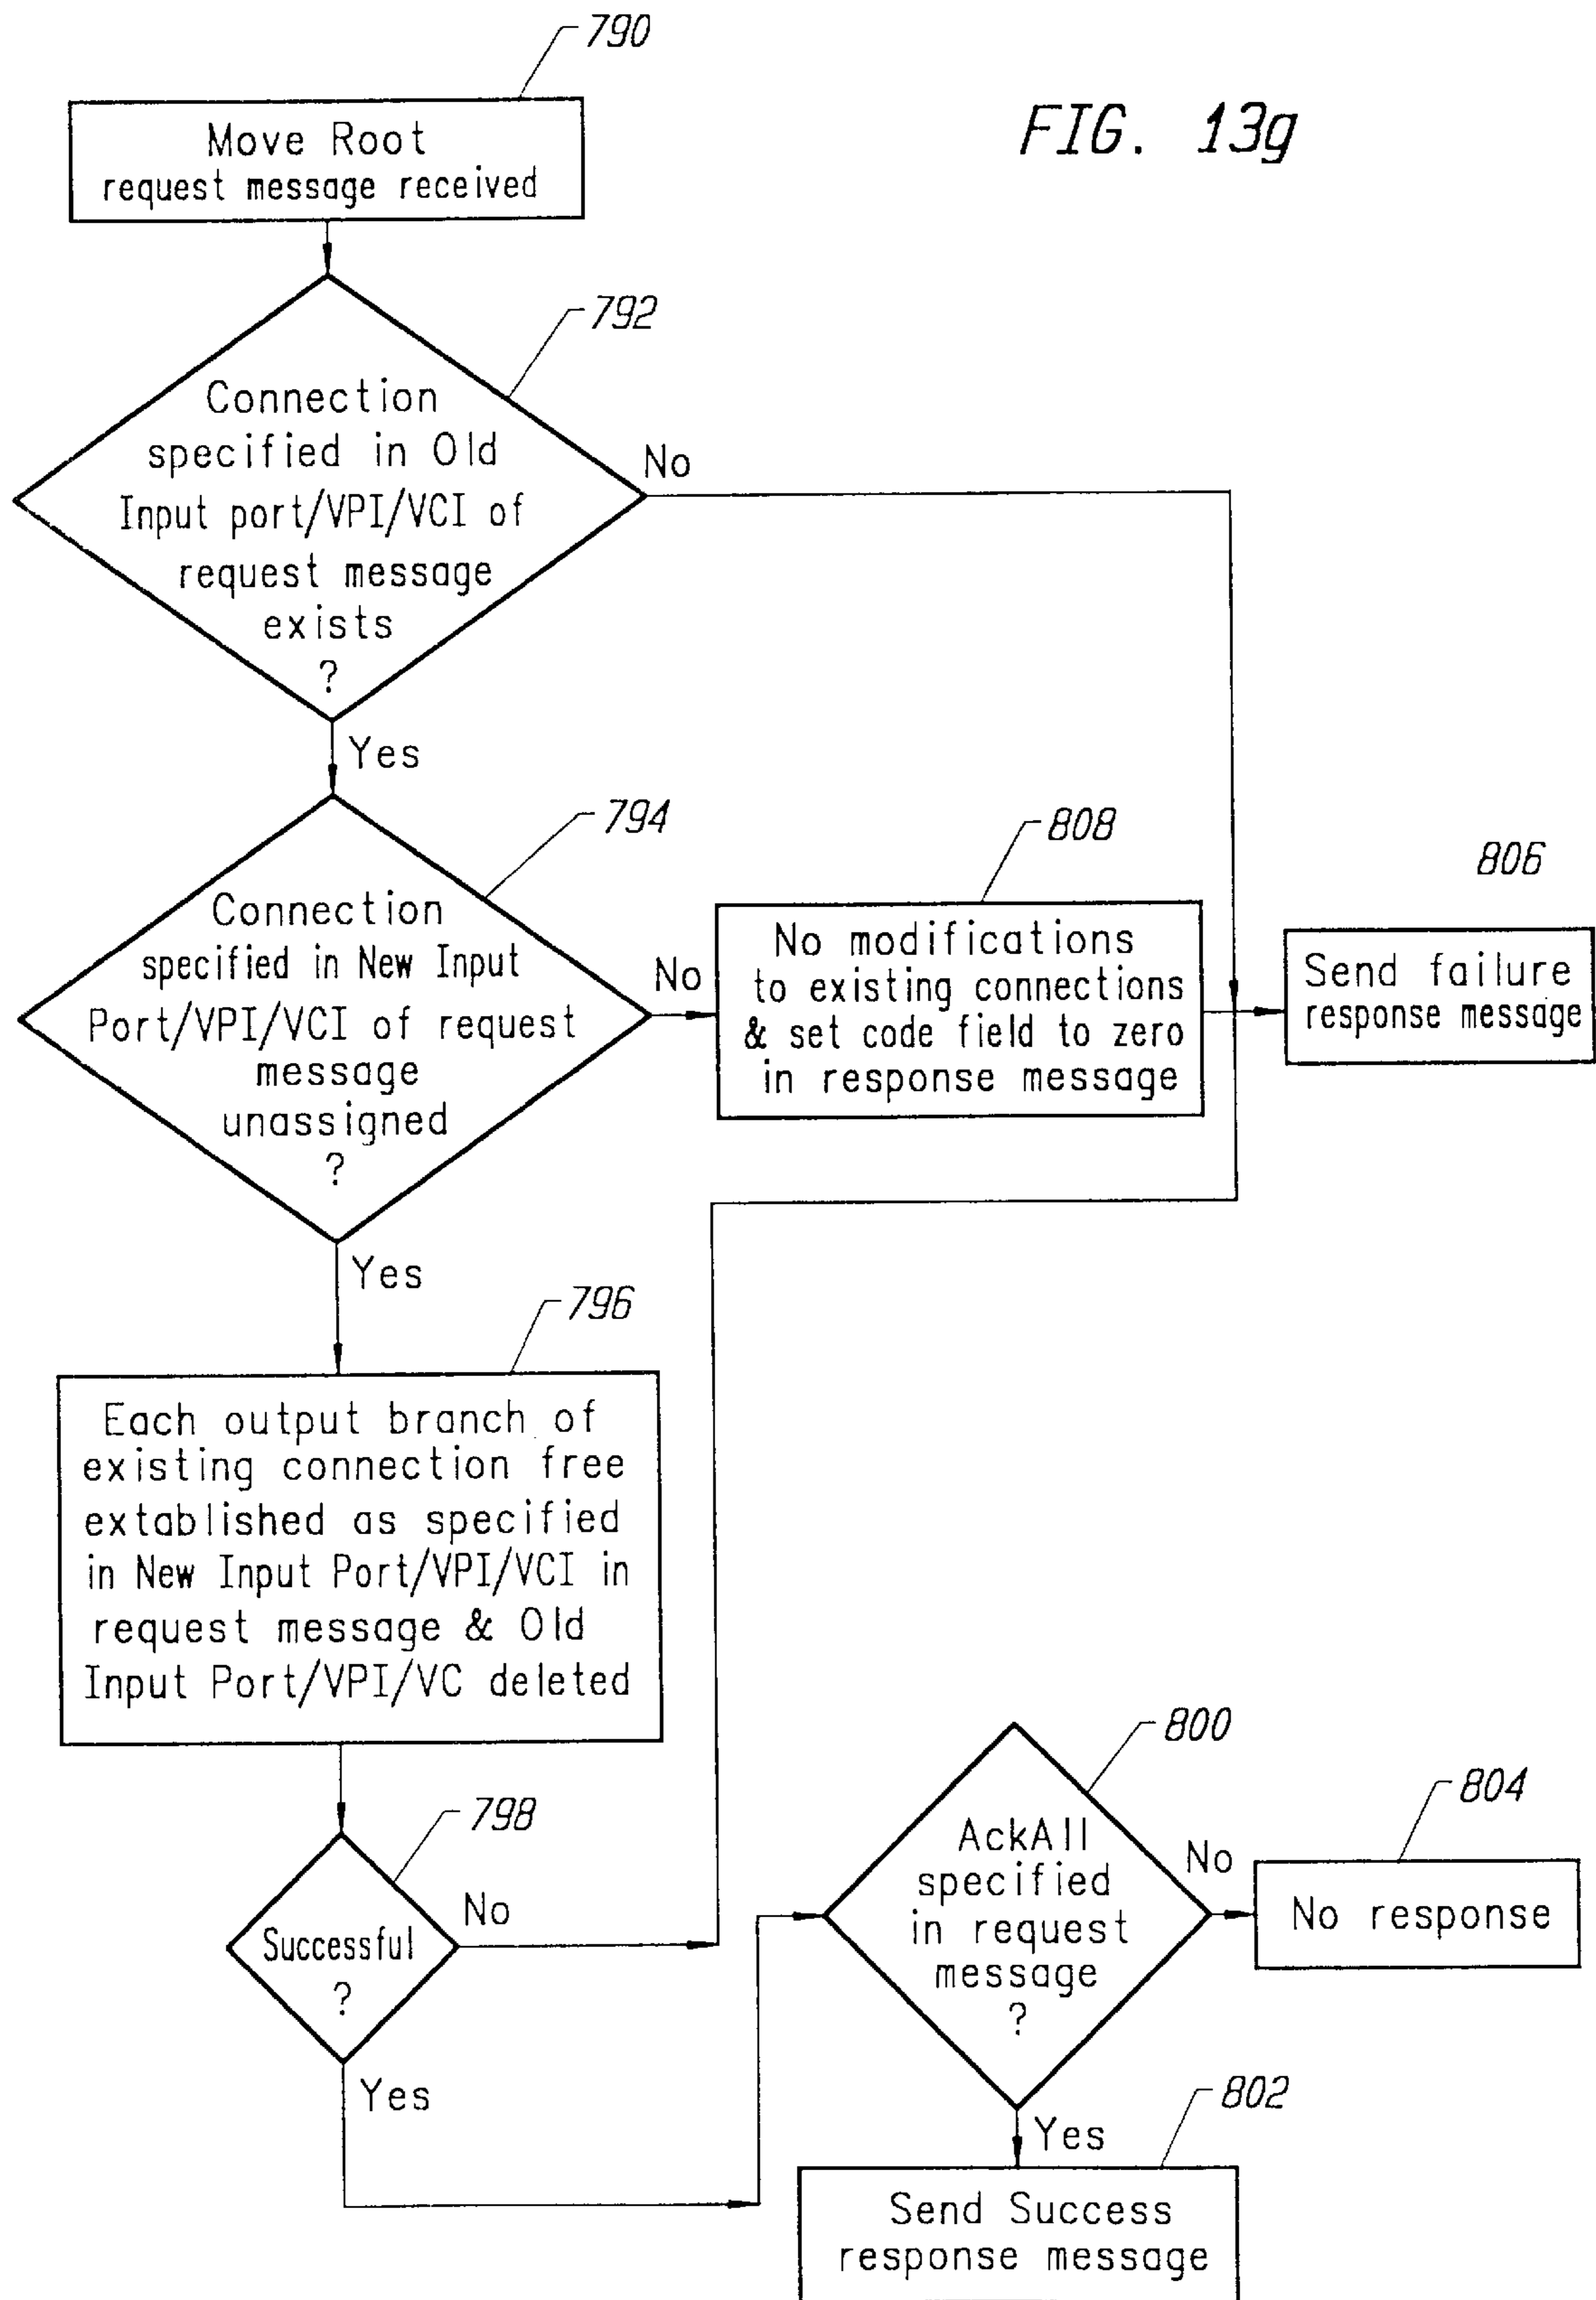 790
FIG. 13g
Move Root
request message received
792
Connection
specified in Old
Input port/VPI/VCI of
request message
exists
?
No
Yes
794
Connection
specified in New Input
Port/VPI/VCI of request
message
unassigned
?
No
808
No modifications
to existing connections
& set code field to zero
in response message
806
Send failure
response message
Yes
796
Each output branch of
existing connection free
extablished as specified
in New Input Port/VPI/VCI in
request message & Old
Input Port/VPI/VC deleted
798
Successful
?
No
Yes
800
AckAll
specified
in request
message
?
No
804
No response
Yes
802
Send Success
response message